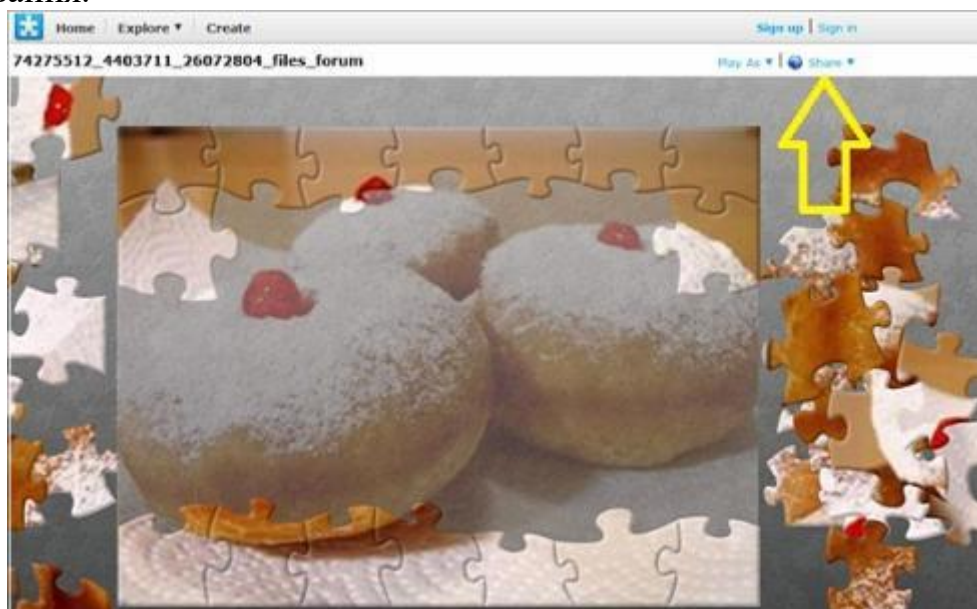 Home Explore ▼ Create Sign up | Sign in
74275512_4403711_26072804_files_forum Play As ▼ | Share ▼